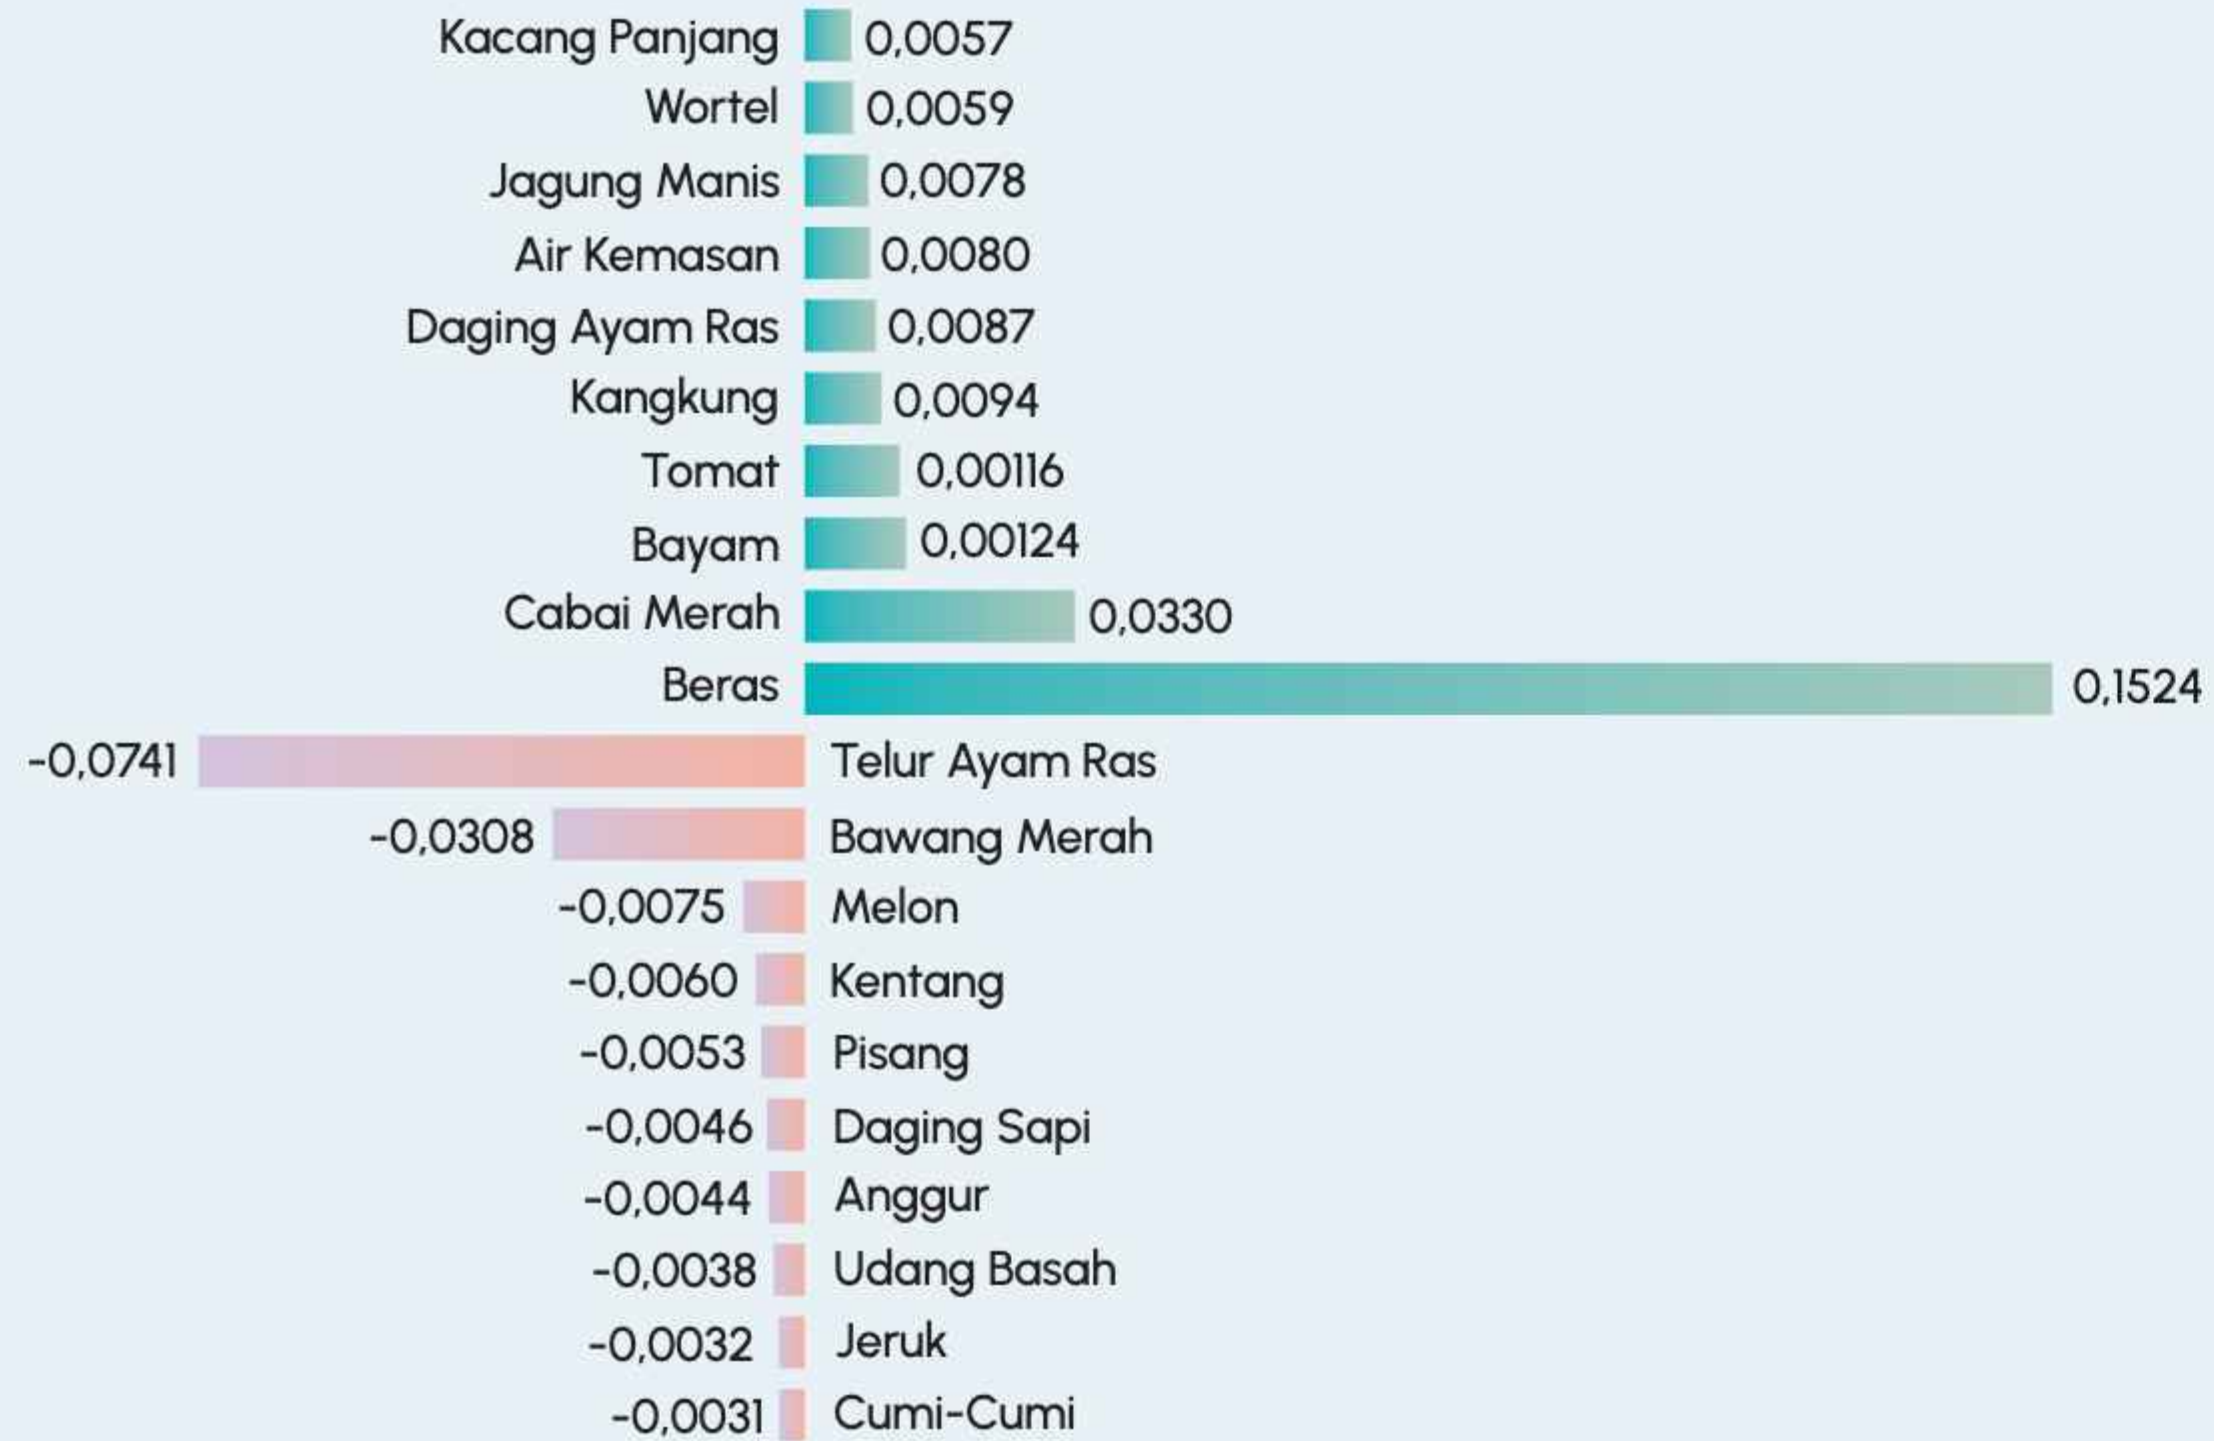 Kacang Panjang 0,0057
Wortel 0,0059
Jagung Manis 0,0078
Air Kemasan 0,0080
Daging Ayam Ras 0,0087
Kangkung 0,0094
Tomat 0,00116
Bayam 0,00124
Cabai Merah 0,0330
Beras 0,1524
-0,0741 Telur Ayam Ras
-0,0308 Bawang Merah
-0,0075 Melon
-0,0060 Kentang
-0,0053 Pisang
-0,0046 Daging Sapi
-0,0044 Anggur
-0,0038 Udang Basah
-0,0032 Jeruk
-0,0031 Cumi-Cumi